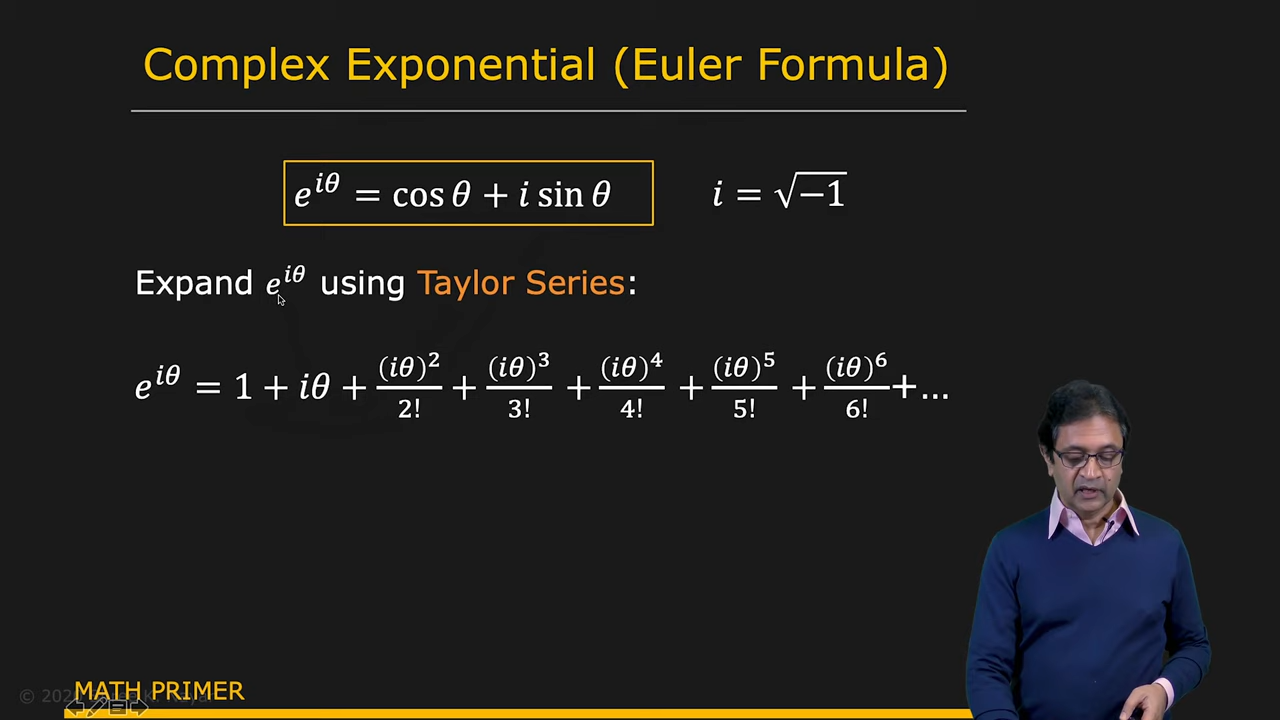 Complex Exponential (Euler Formula)
e^{iθ} = cos θ + i sin θ    i = √−1
Expand e^{iθ} using Taylor Series:
e^{iθ} = 1 + iθ + (iθ)^2/2! + (iθ)^3/3! + (iθ)^4/4! + (iθ)^5/5! + (iθ)^6/6! +...
MATH PRIMER
©